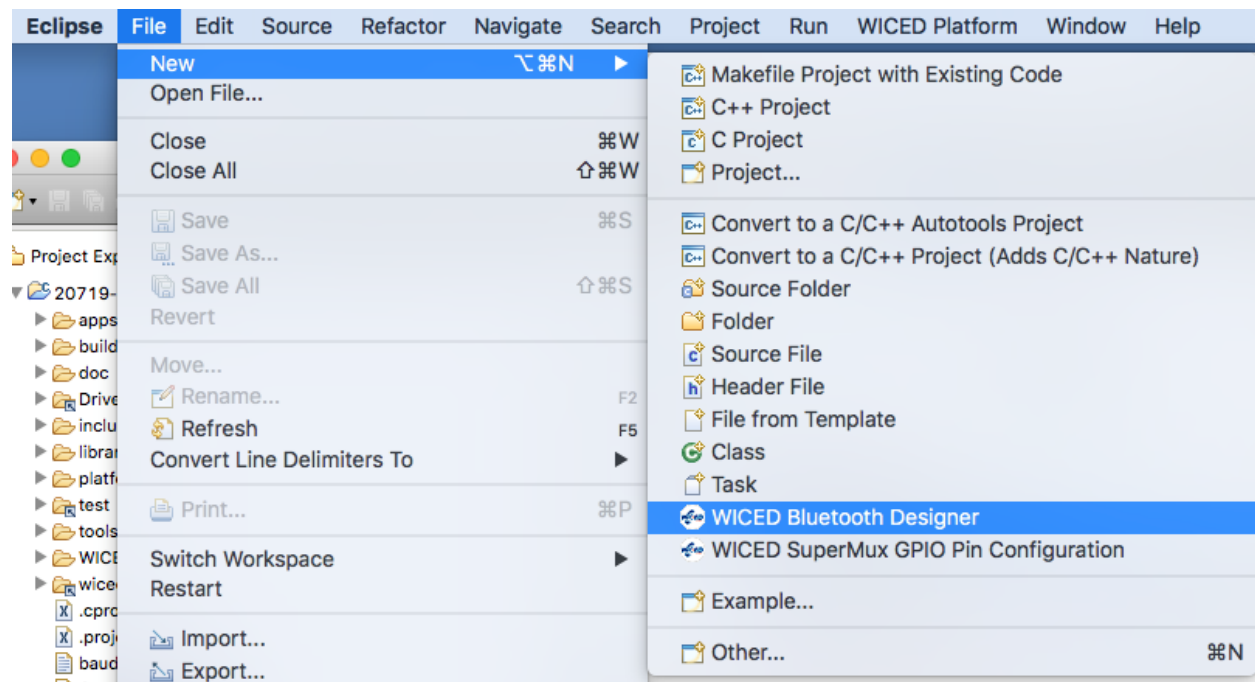 Eclipse File Edit Source Refactor Navigate Search Project Run WICED Platform Window Help
New ⌥⌘N ▶
Open File...
Close ⌘W
Close All ⇧⌘W
Save ⌘S
Save As...
Save All ⇧⌘S
Revert
Move...
Rename... F2
Refresh F5
Convert Line Delimiters To ▶
Print... ⌘P
Switch Workspace ▶
Restart
Import...
Export...
Makefile Project with Existing Code
C++ Project
C Project
Project...
Convert to a C/C++ Autotools Project
Convert to a C/C++ Project (Adds C/C++ Nature)
Source Folder
Folder
Source File
Header File
File from Template
Class
Task
WICED Bluetooth Designer
WICED SuperMux GPIO Pin Configuration
Example...
Other... ⌘N
Project Exp
20719-
apps
build
doc
Drive
inclu
librar
platf
test
tools
WICE
wice
.cpro
.proj
baud